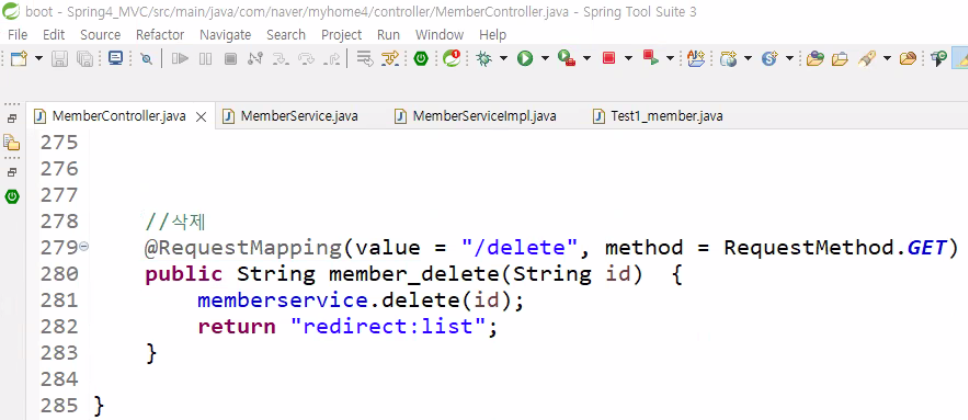 boot - Spring4_MVC/src/main/java/com/naver/myhome4/controller/MemberController.java - Spring Tool Suite 3
File Edit Source Refactor Navigate Search Project Run Window Help
MemberController.java MemberService.java MemberServiceImpl.java Test1_member.java
275
276
277
278 //삭제
279 @RequestMapping(value = "/delete", method = RequestMethod.GET)
280 public String member_delete(String id) {
281 memberservice.delete(id);
282 return "redirect:list";
283 }
284
285 }